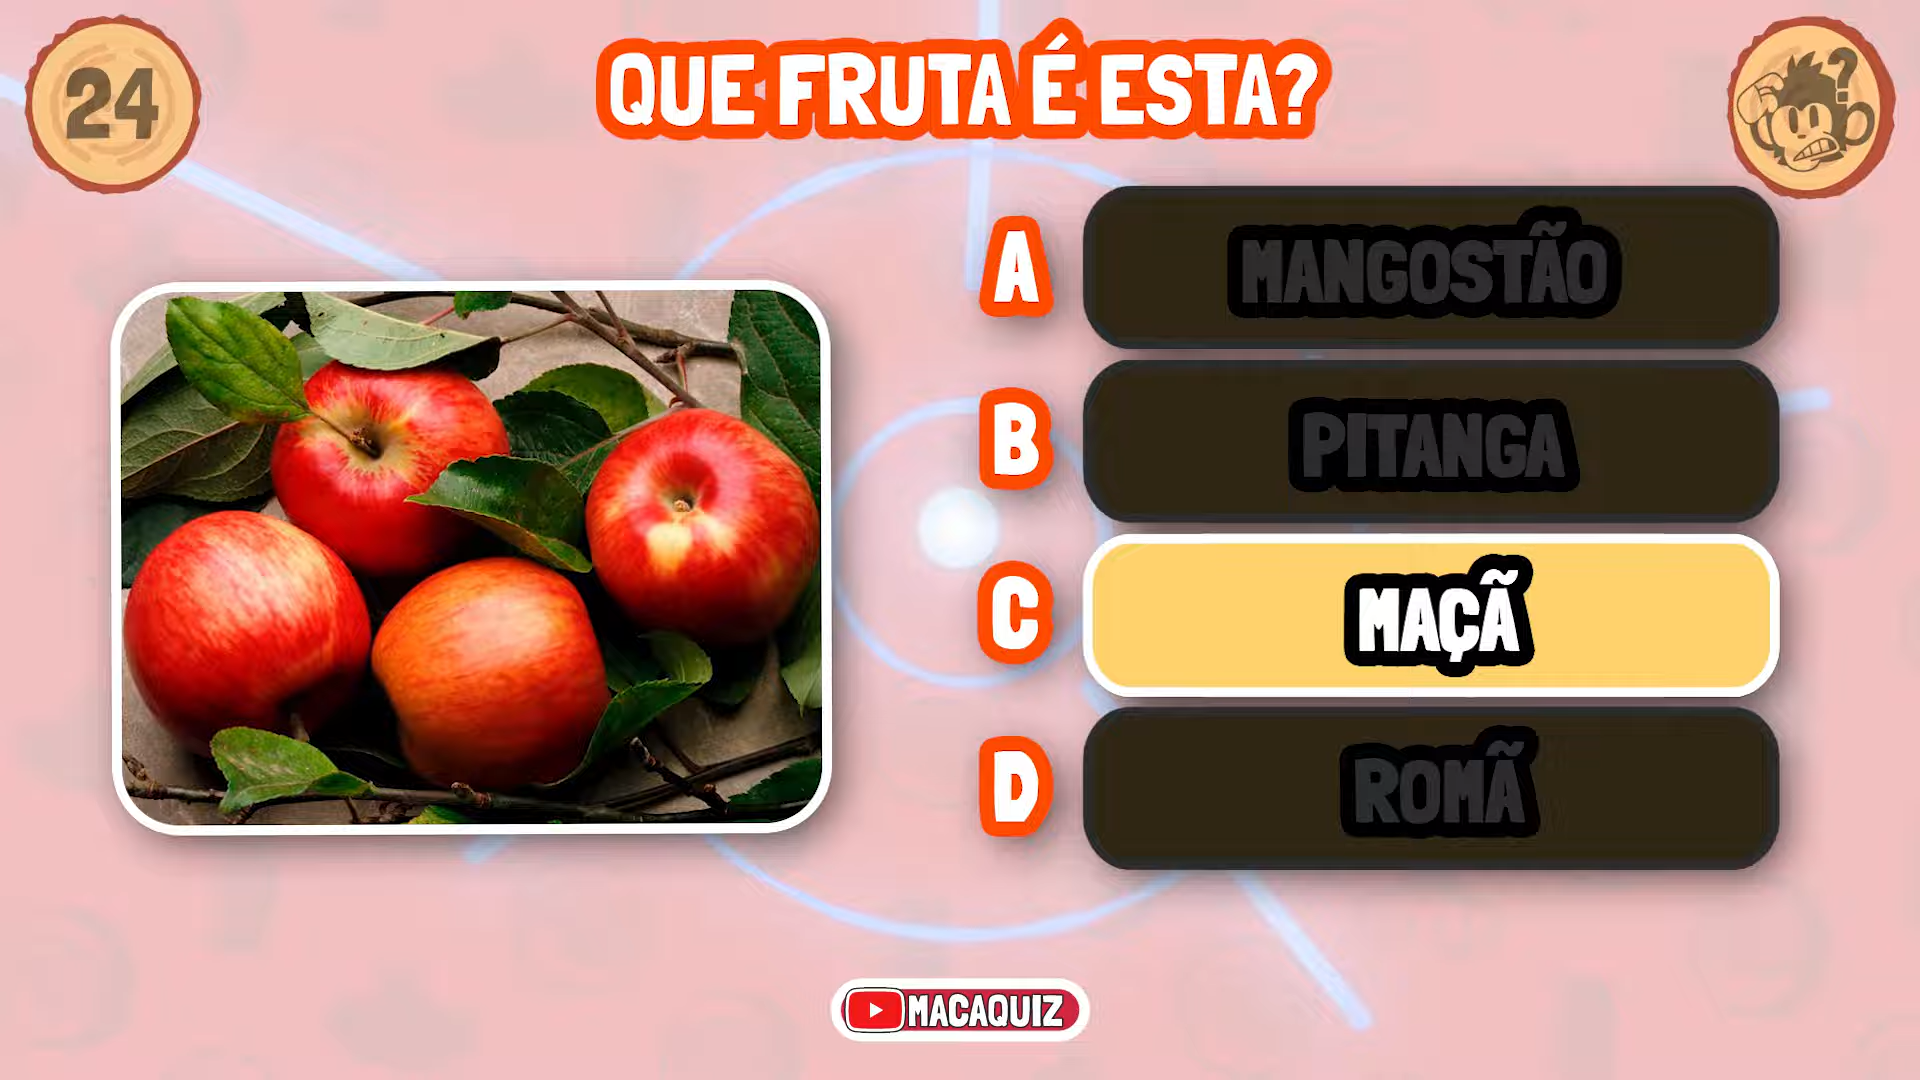 24
QUE FRUTA É ESTA?
?
A
MANGOSTÃO
B
PITANGA
C
MAÇÃ
D
ROMÃ
MACAQUIZ